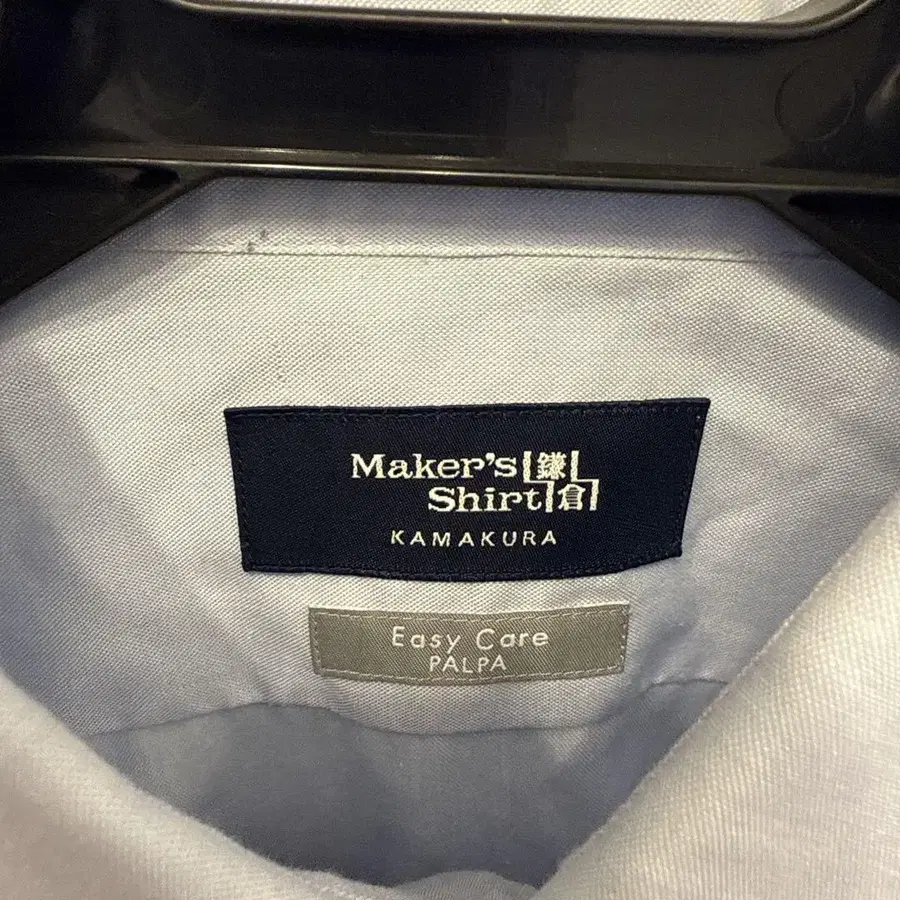 Maker's 鎌
Shirt 倉
KAMAKURA
Easy Care
PALPA